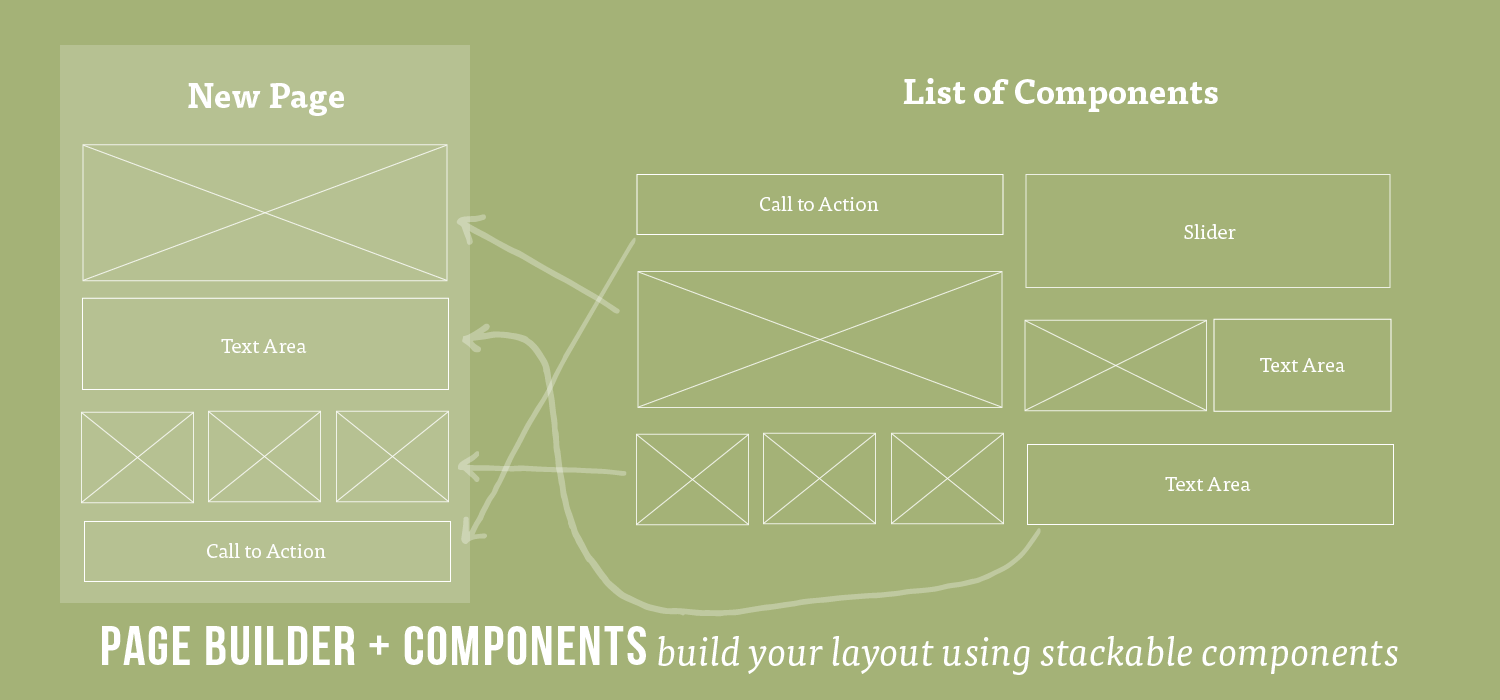 New Page
Text Area
Call to Action
List of Components
Call to Action
Slider
Text Area
Text Area
PAGE BUILDER + COMPONENTS build your layout using stackable components